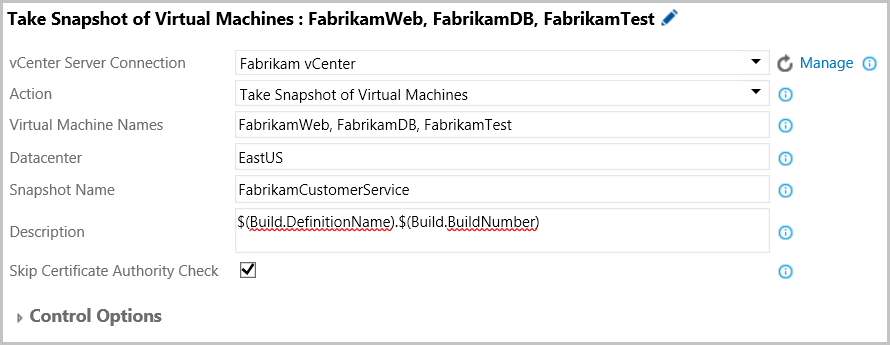 Take Snapshot of Virtual Machines : FabrikamWeb, FabrikamDB, FabrikamTest
vCenter Server Connection Fabrikam vCenter Manage
Action Take Snapshot of Virtual Machines
Virtual Machine Names FabrikamWeb, FabrikamDB, FabrikamTest
Datacenter EastUS
Snapshot Name FabrikamCustomerService
Description $(Build.DefinitionName).$(Build.BuildNumber)
Skip Certificate Authority Check
Control Options